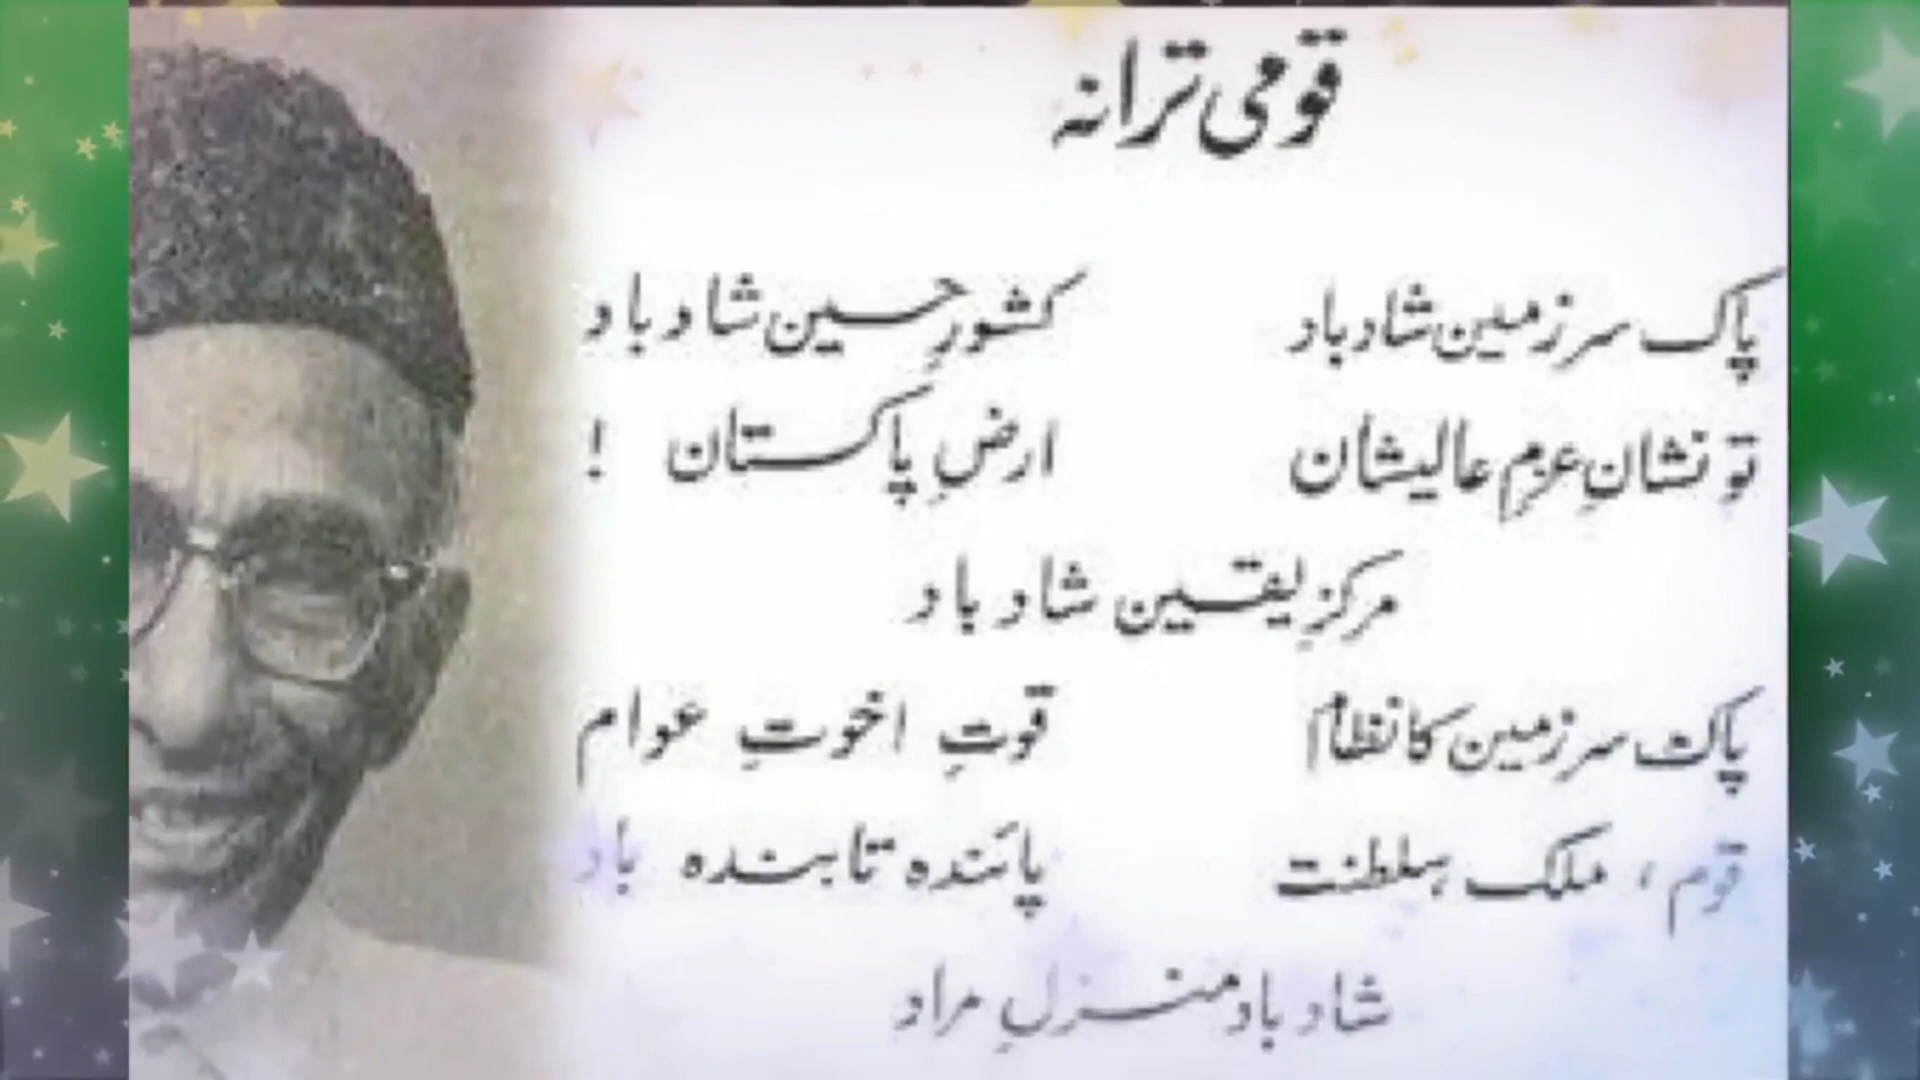 قومی ترانہ
پاک سرزمین شاد باد کشورِ حسین شاد باد
تو نشانِ عزمِ عالیشان ارضِ پاکستان !
مرکزِ یقین شاد باد
پاک سرزمین کا نظام قوتِ اخوتِ عوام
قوم ، ملک ، سلطنت پائندہ تابندہ باد
شاد باد منزلِ مراد